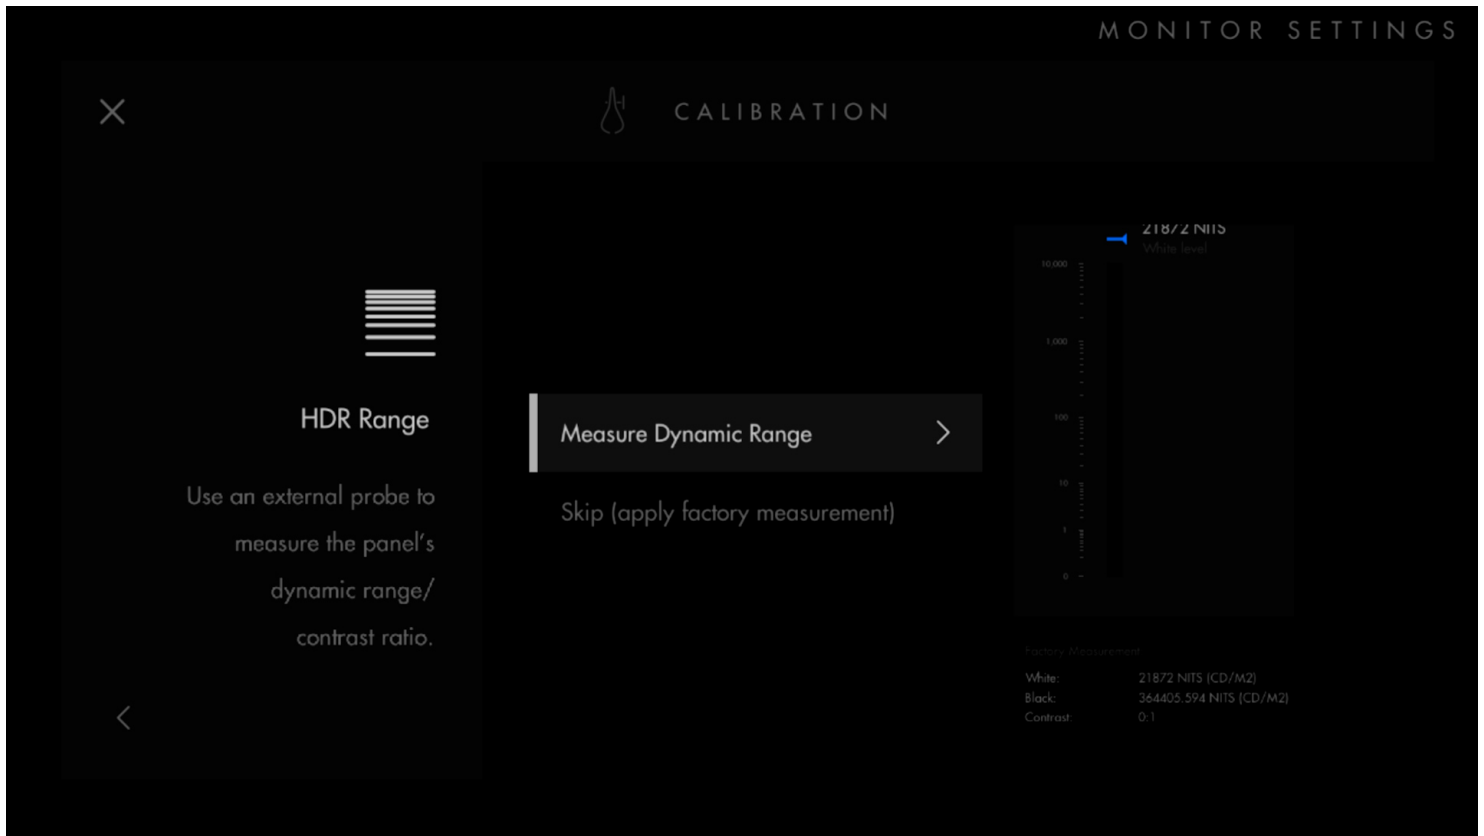 MONITOR SETTINGS
CALIBRATION
HDR Range
Use an external probe to
measure the panel's
dynamic range/
contrast ratio.
Measure Dynamic Range
Skip (apply factory measurement)
21872 NITS
White level
10,000
1,000
100
10
1
0
Factory Measurement
White: 21872 NITS (CD/M2)
Black: 364405.594 NITS (CD/M2)
Contrast: 0:1